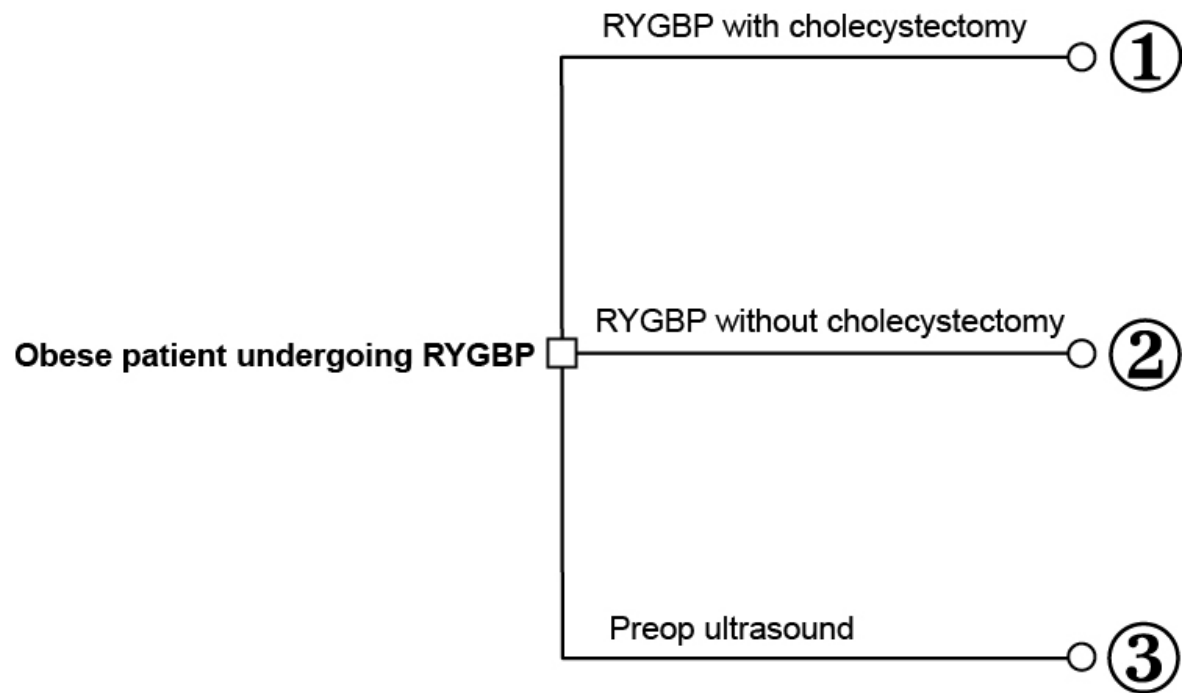 RYGBP with cholecystectomy
①
RYGBP without cholecystectomy
Obese patient undergoing RYGBP
②
Preop ultrasound
③